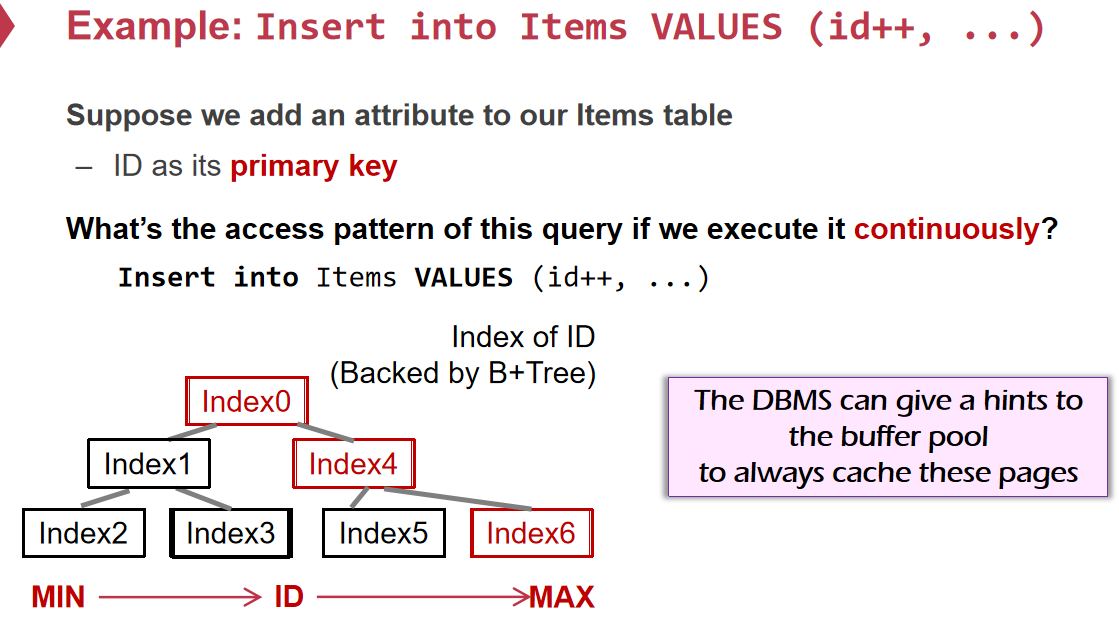 Example: Insert into Items VALUES (id++, ...)
Suppose we add an attribute to our Items table
– ID as its primary key
What’s the access pattern of this query if we execute it continuously?
Insert into Items VALUES (id++, ...)
Index of ID
(Backed by B+Tree)
Index0
Index1
Index4
Index2
Index3
Index5
Index6
MIN
ID
MAX
The DBMS can give a hints to
the buffer pool
to always cache these pages